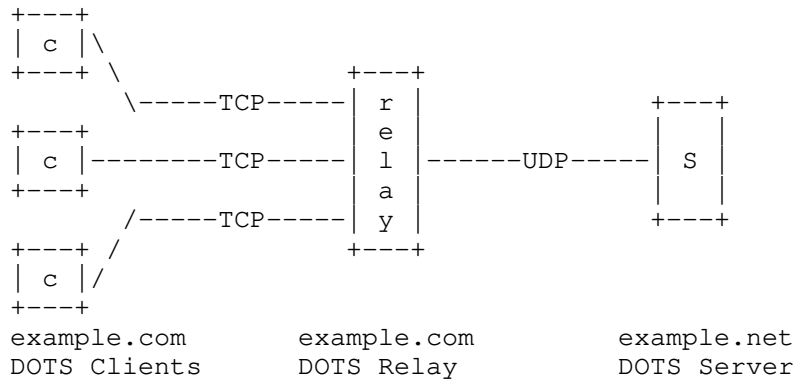 +---+
| c |\
+---+ \                +---+
       \-----TCP-----| r |               +---+
+---+                | e |               |   |
| c |--------TCP-----| l |------UDP-----| S |
+---+                | a |               |   |
       /-----TCP-----| y |               +---+
+---+ /                +---+
| c |/
+---+
example.com example.com example.net
DOTS Clients DOTS Relay DOTS Server